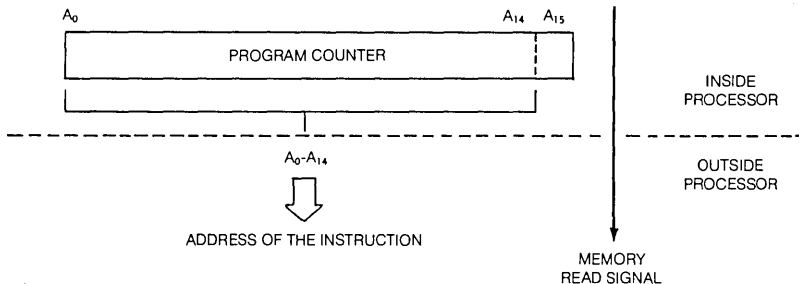 A₀ A₁₄ A₁₅
PROGRAM COUNTER
INSIDE
PROCESSOR
A₀-A₁₄
OUTSIDE
PROCESSOR
ADDRESS OF THE INSTRUCTION
MEMORY
READ SIGNAL